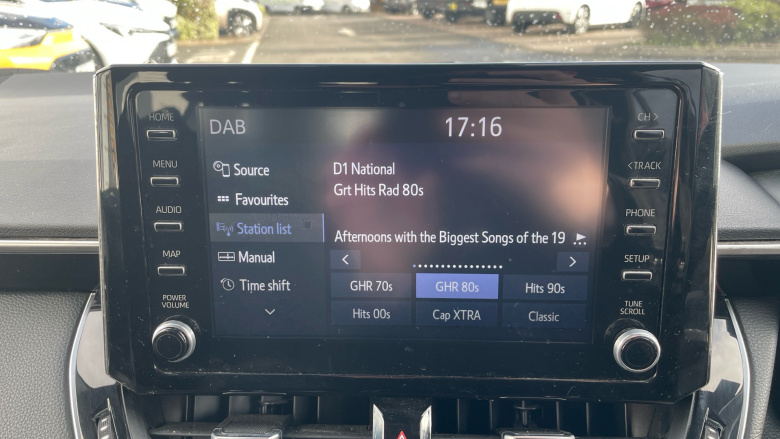 HOME
MENU
AUDIO
MAP
POWER
VOLUME
DAB
17:16
Source
Favourites
Station list
Manual
Time shift
D1 National
Grt Hits Rad 80s
Afternoons with the Biggest Songs of the 19
<
>
GHR 70s
GHR 80s
Hits 90s
Hits 00s
Cap XTRA
Classic
CH >
< TRACK
PHONE
SETUP
TUNE
SCROLL